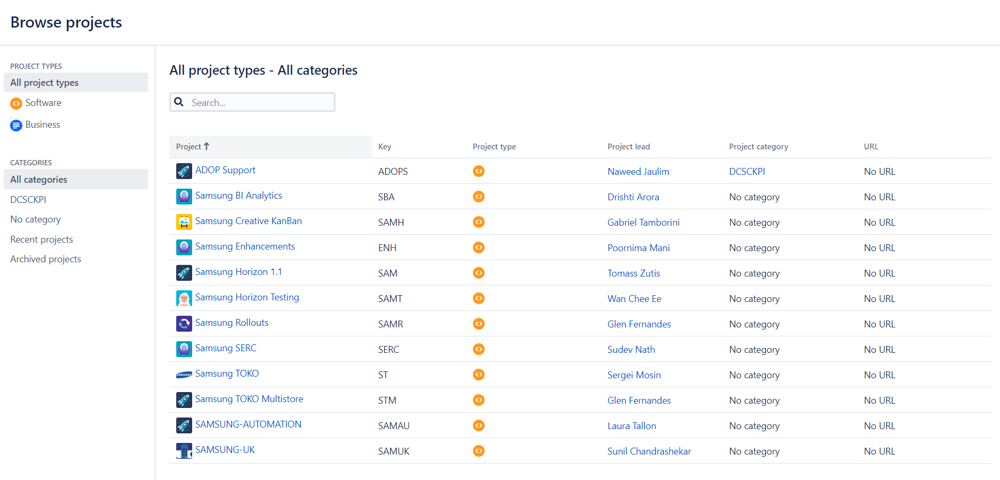 Browse projects
PROJECT TYPES
All project types
Software
Business
CATEGORIES
All categories
DCSCKPI
No category
Recent projects
Archived projects
All project types - All categories
Search...
Project Key Project type Project lead Project category URL
ADOP Support ADOPS Naweed Jaulim DCSCKPI No URL
Samsung BI Analytics SBA Drishti Arora No category No URL
Samsung Creative KanBan SAMH Gabriel Tamborini No category No URL
Samsung Enhancements ENH Poornima Mani No category No URL
Samsung Horizon 1.1 SAM Tomass Zutis No category No URL
Samsung Horizon Testing SAMT Wan Chee Ee No category No URL
Samsung Rollouts SAMR Glen Fernandes No category No URL
Samsung SERC SERC Sudev Nath No category No URL
SAMSUNG Samsung TOKO ST Sergei Mosin No category No URL
Samsung TOKO Multistore STM Glen Fernandes No category No URL
SAMSUNG-AUTOMATION SAMAU Laura Tallon No category No URL
SAMSUNG-UK SAMUK Sunil Chandrashekar No category No URL